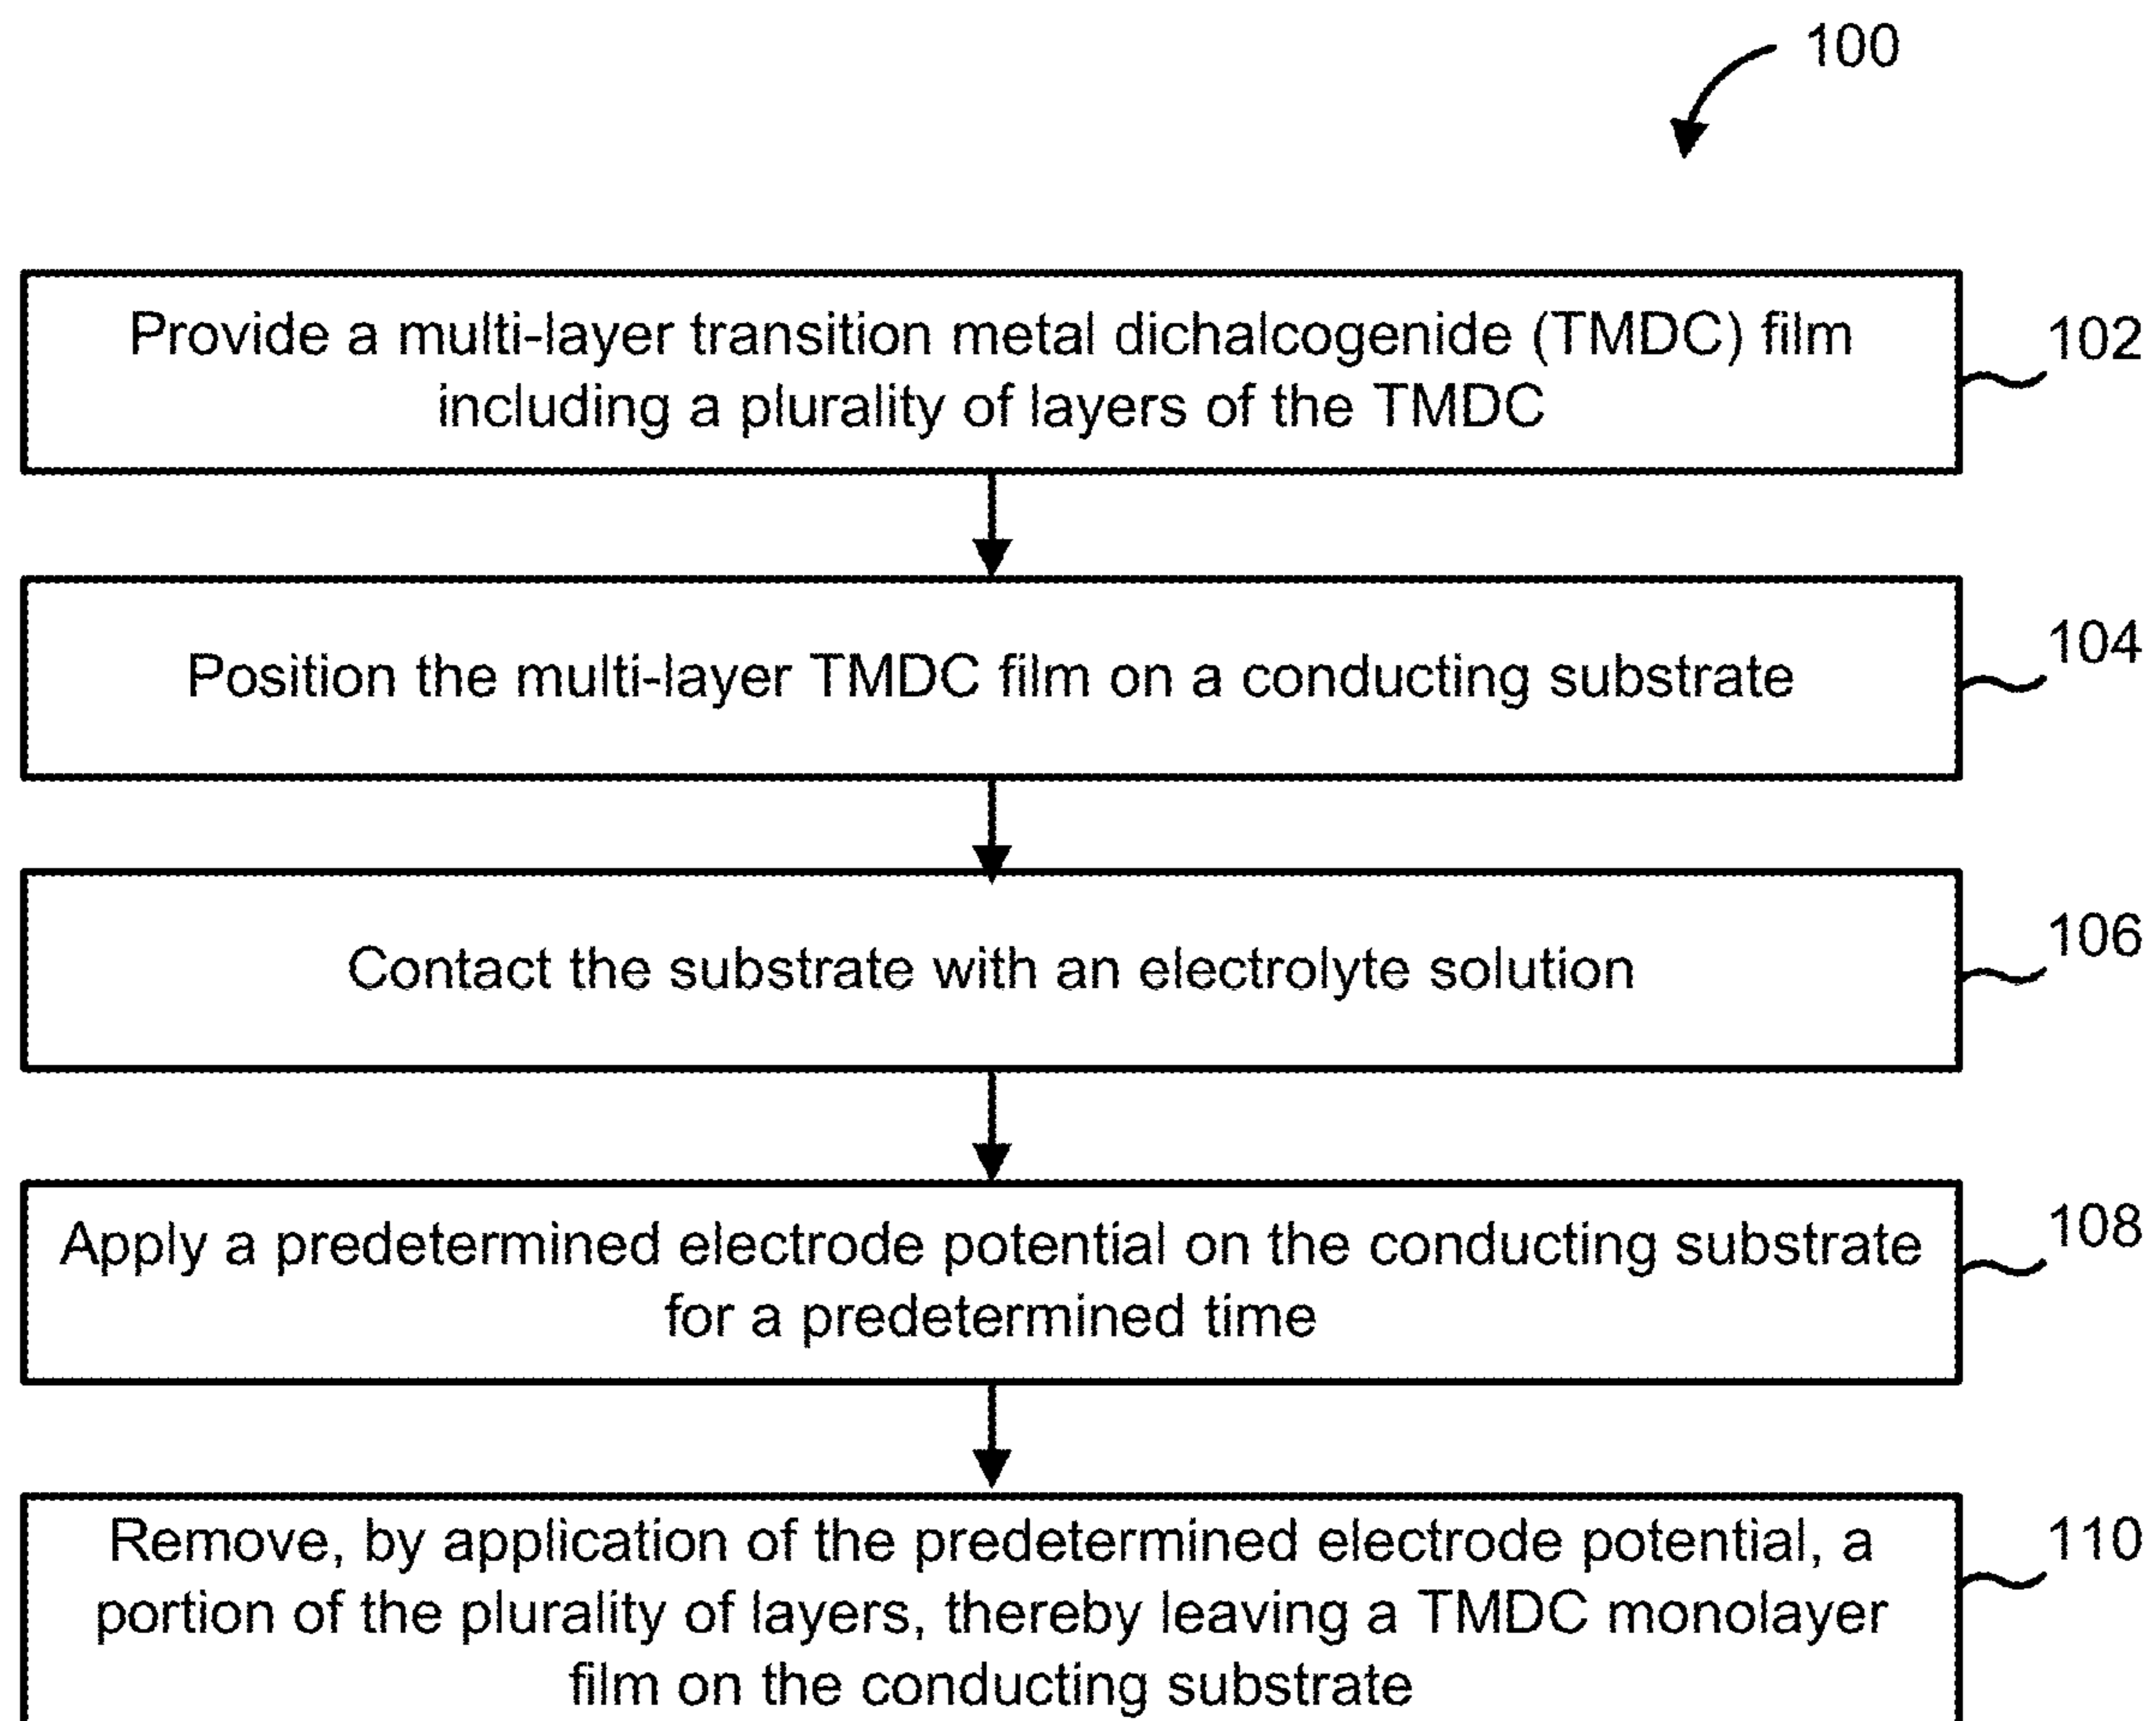 100
Provide a multi-layer transition metal dichalcogenide (TMDC) film
including a plurality of layers of the TMDC
102
Position the multi-layer TMDC film on a conducting substrate
104
Contact the substrate with an electrolyte solution
106
Apply a predetermined electrode potential on the conducting substrate
for a predetermined time
108
Remove, by application of the predetermined electrode potential, a
portion of the plurality of layers, thereby leaving a TMDC monolayer
film on the conducting substrate
110